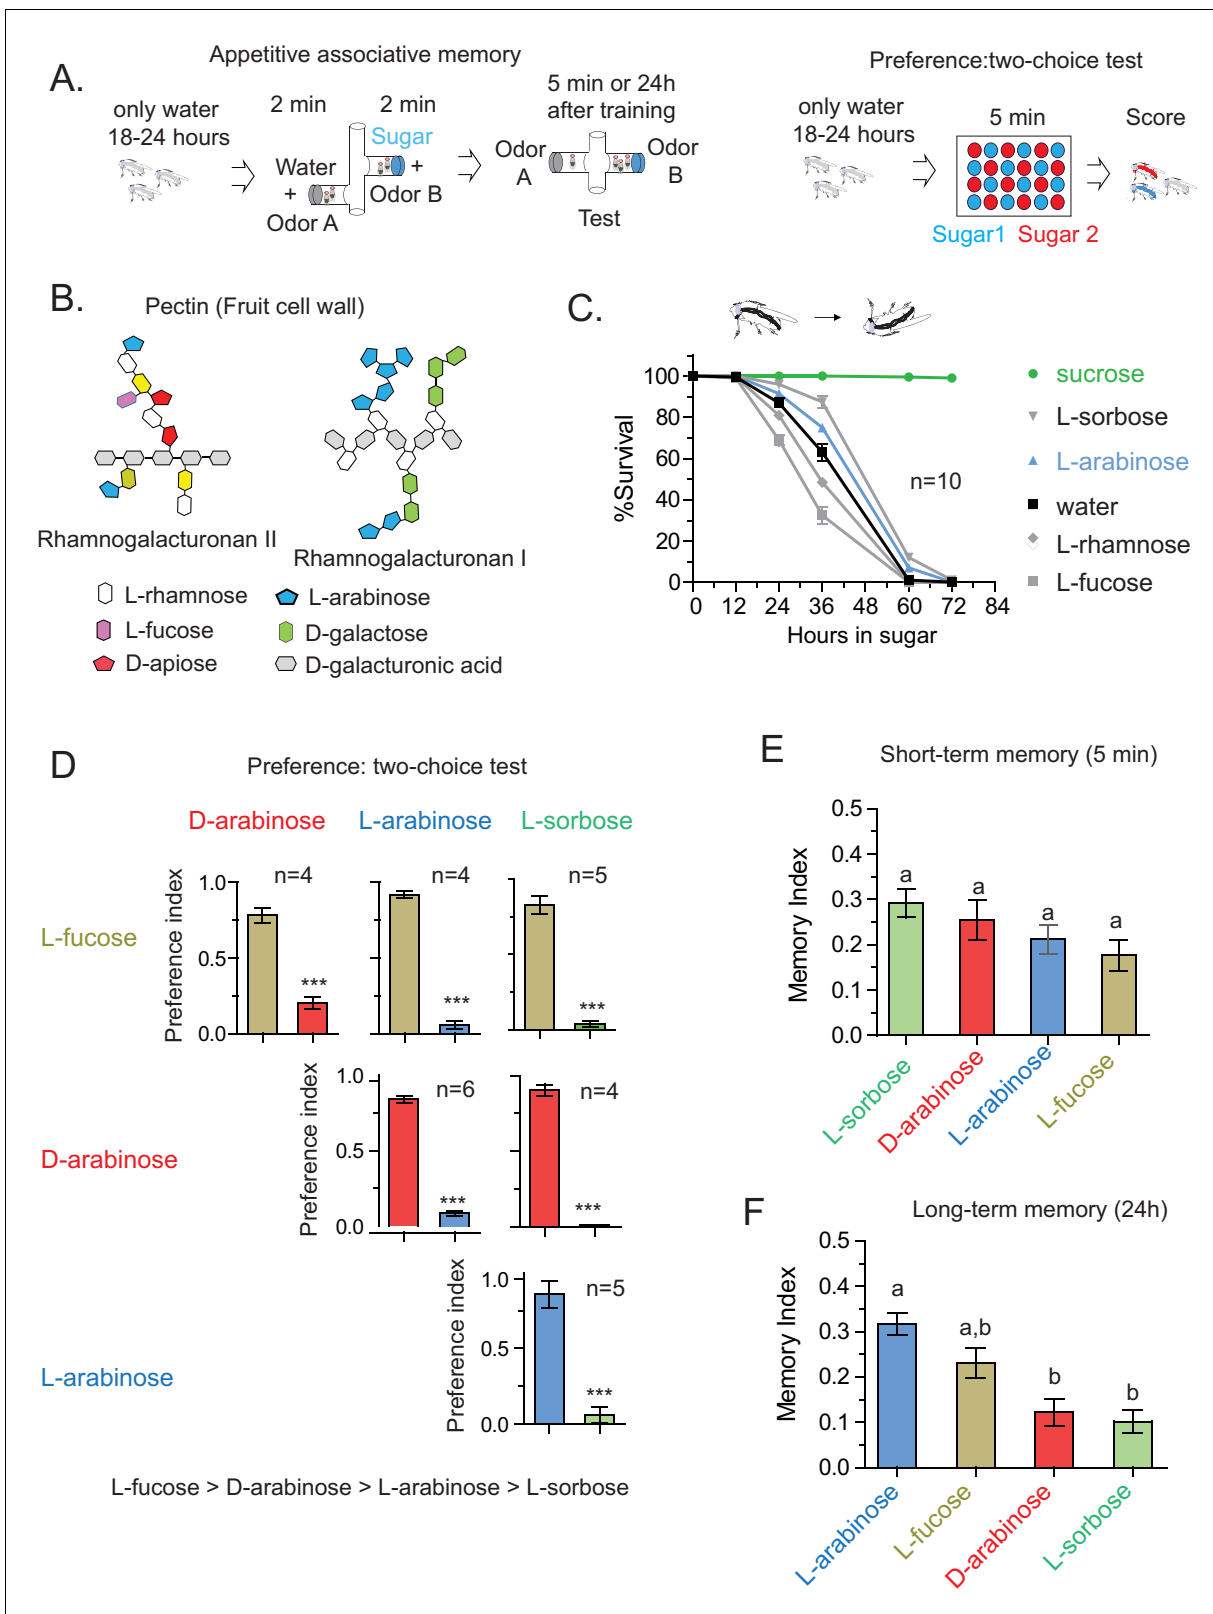 A.
Appetitive associative memory
only water
18-24 hours
2 min
2 min
Sugar
Water
+
Odor A
+
Odor B
5 min or 24h
after training
Odor
A
Odor
B
Test
Preference:two-choice test
only water
18-24 hours
5 min
Score
Sugar1 Sugar 2
B.
Pectin (Fruit cell wall)
Rhamnogalacturonan II
Rhamnogalacturonan I
L-rhamnose
L-arabinose
L-fucose
D-galactose
D-apiose
D-galacturonic acid
C.
%Survival
100
80
60
40
20
0
0 12 24 36 48 60 72 84
Hours in sugar
n=10
sucrose
L-sorbose
L-arabinose
water
L-rhamnose
L-fucose
D
Preference: two-choice test
D-arabinose L-arabinose L-sorbose
L-fucose
Preference index
1.0
0.5
0.0
n=4
***
n=4
***
n=5
***
D-arabinose
Preference index
1.0
0.5
0.0
n=6
***
n=4
***
L-arabinose
Preference index
1.0
0.5
0.0
n=5
***
L-fucose > D-arabinose > L-arabinose > L-sorbose
E
Short-term memory (5 min)
Memory Index
0.5
0.4
0.3
0.2
0.1
0.0
a
a
a
a
L-sorbose
D-arabinose
L-arabinose
L-fucose
F
Long-term memory (24h)
Memory Index
0.5
0.4
0.3
0.2
0.1
0.0
a
a,b
b
b
L-arabinose
L-fucose
D-arabinose
L-sorbose